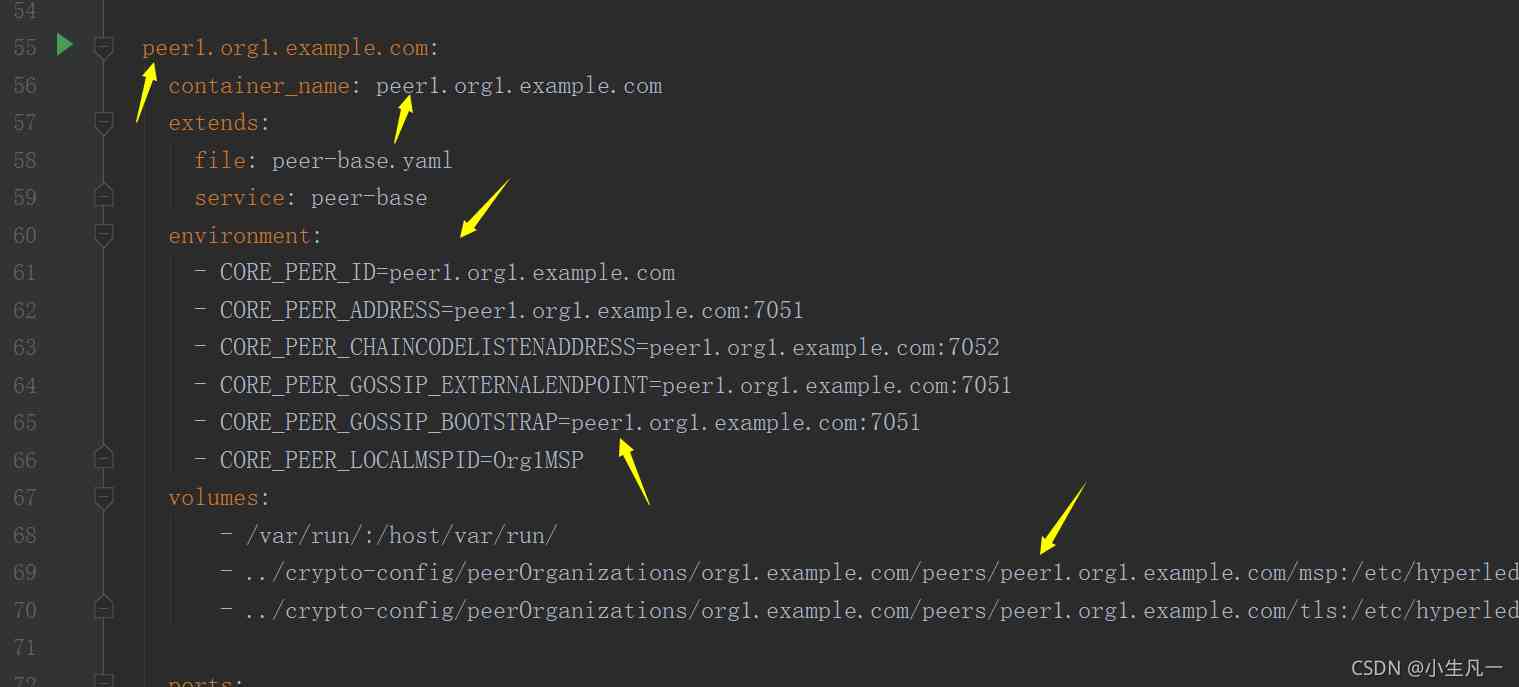 54
55 peer1.org1.example.com:
56 container_name: peer1.org1.example.com
57 extends:
58 file: peer-base.yaml
59 service: peer-base
60 environment:
61 - CORE_PEER_ID=peer1.org1.example.com
62 - CORE_PEER_ADDRESS=peer1.org1.example.com:7051
63 - CORE_PEER_CHAINCODELISTENADDRESS=peer1.org1.example.com:7052
64 - CORE_PEER_GOSSIP_EXTERNALENDPOINT=peer1.org1.example.com:7051
65 - CORE_PEER_GOSSIP_BOOTSTRAP=peer1.org1.example.com:7051
66 - CORE_PEER_LOCALMSPID=Org1MSP
67 volumes:
68 - /var/run/:/host/var/run/
69 - ../crypto-config/peerOrganizations/org1.example.com/peers/peer1.org1.example.com/msp:/etc/hyperled
70 - ../crypto-config/peerOrganizations/org1.example.com/peers/peer1.org1.example.com/tls:/etc/hyperled
71
72 ports:
CSDN @小生凡一